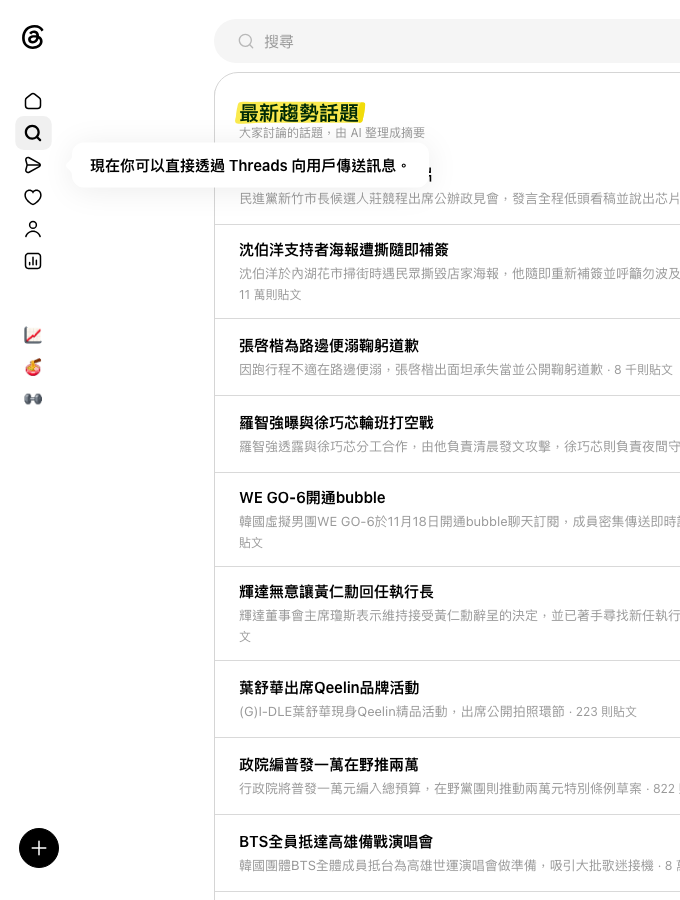 搜尋
最新趨勢話題
大家討論的話題，由 AI 整理成摘要
現在你可以直接透過 Threads 向用戶傳送訊息。
民進黨新竹市長候選人莊競程出席公辦政見會，發言全程低頭看稿並說出芯片
沈伯洋支持者海報遭撕隨即補簽
沈伯洋於內湖花市掃街時遇民眾撕毀店家海報，他隨即重新補簽並呼籲勿波及
11 萬則貼文
張啓楷為路邊便溺鞠躬道歉
因跑行程不適在路邊便溺，張啓楷出面坦承失當並公開鞠躬道歉 · 8 千則貼文
羅智強曝與徐巧芯輪班打空戰
羅智強透露與徐巧芯分工合作，由他負責清晨發文攻擊，徐巧芯則負責夜間守
WE GO-6開通bubble
韓國虛擬男團WE GO-6於11月18日開通bubble聊天訂閱，成員密集傳送即時
貼文
輝達無意讓黃仁勳回任執行長
輝達董事會主席瓊斯表示維持接受黃仁勳辭呈的決定，並已著手尋找新任執行
文
葉舒華出席Qeelin品牌活動
(G)I-DLE葉舒華現身Qeelin精品活動，出席公開拍照環節 · 223 則貼文
政院編普發一萬在野推兩萬
行政院將普發一萬元編入總預算，在野黨團則推動兩萬元特別條例草案 · 822
BTS全員抵達高雄備戰演唱會
韓國團體BTS全體成員抵台為高雄世運演唱會做準備，吸引大批歌迷接機 · 8